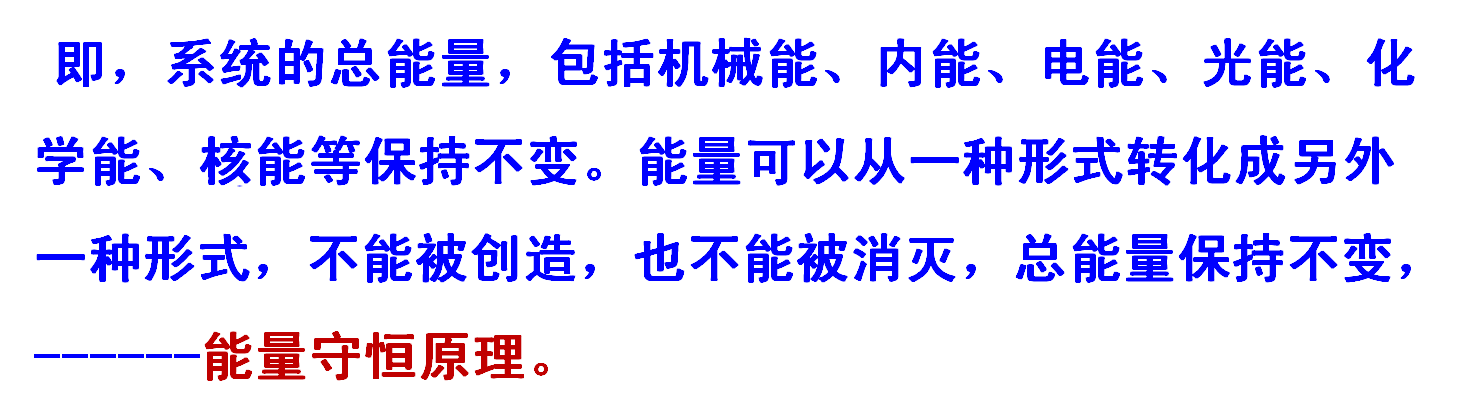 即，系统的总能量，包括机械能、内能、电能、光能、化
学能、核能等保持不变。能量可以从一种形式转化成另外
一种形式，不能被创造，也不能被消灭，总能量保持不变，
------能量守恒原理。